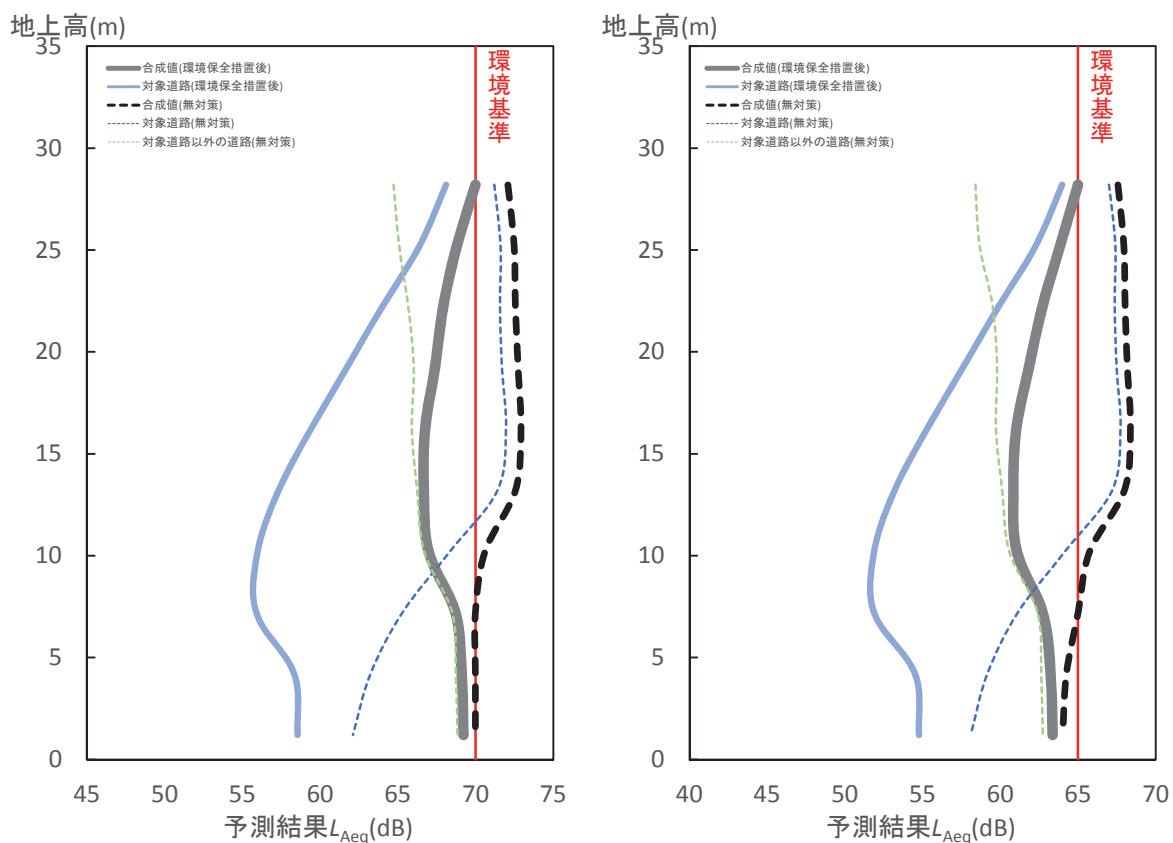 地上高(m)
35
30
25
20
15
10
5
0
合成値(環境保全措置後)
対象道路(環境保全措置後)
合成値(無対策)
対象道路(無対策)
対象道路以外の道路(無対策)
環境基準
45 50 55 60 65 70 75
予測結果LAeq(dB)
地上高(m)
35
30
25
20
15
10
5
0
合成値(環境保全措置後)
対象道路(環境保全措置後)
合成値(無対策)
対象道路(無対策)
対象道路以外の道路(無対策)
環境基準
40 45 50 55 60 65 70
予測結果LAeq(dB)